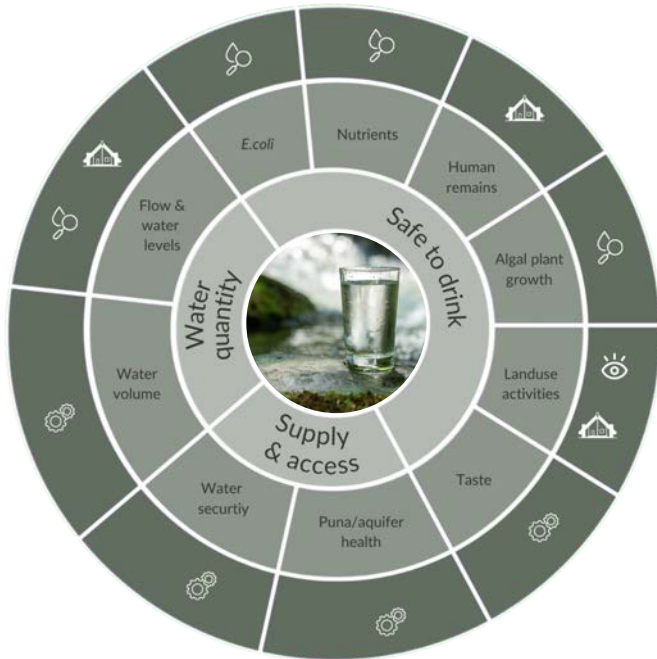 Safe to drink
Water
quantity
Supply
& access
E.coli
Nutrients
Human
remains
Algal plant
growth
Landuse
activities
Taste
Puna/aquifer
health
Water
securtiy
Water
volume
Flow &
water
levels